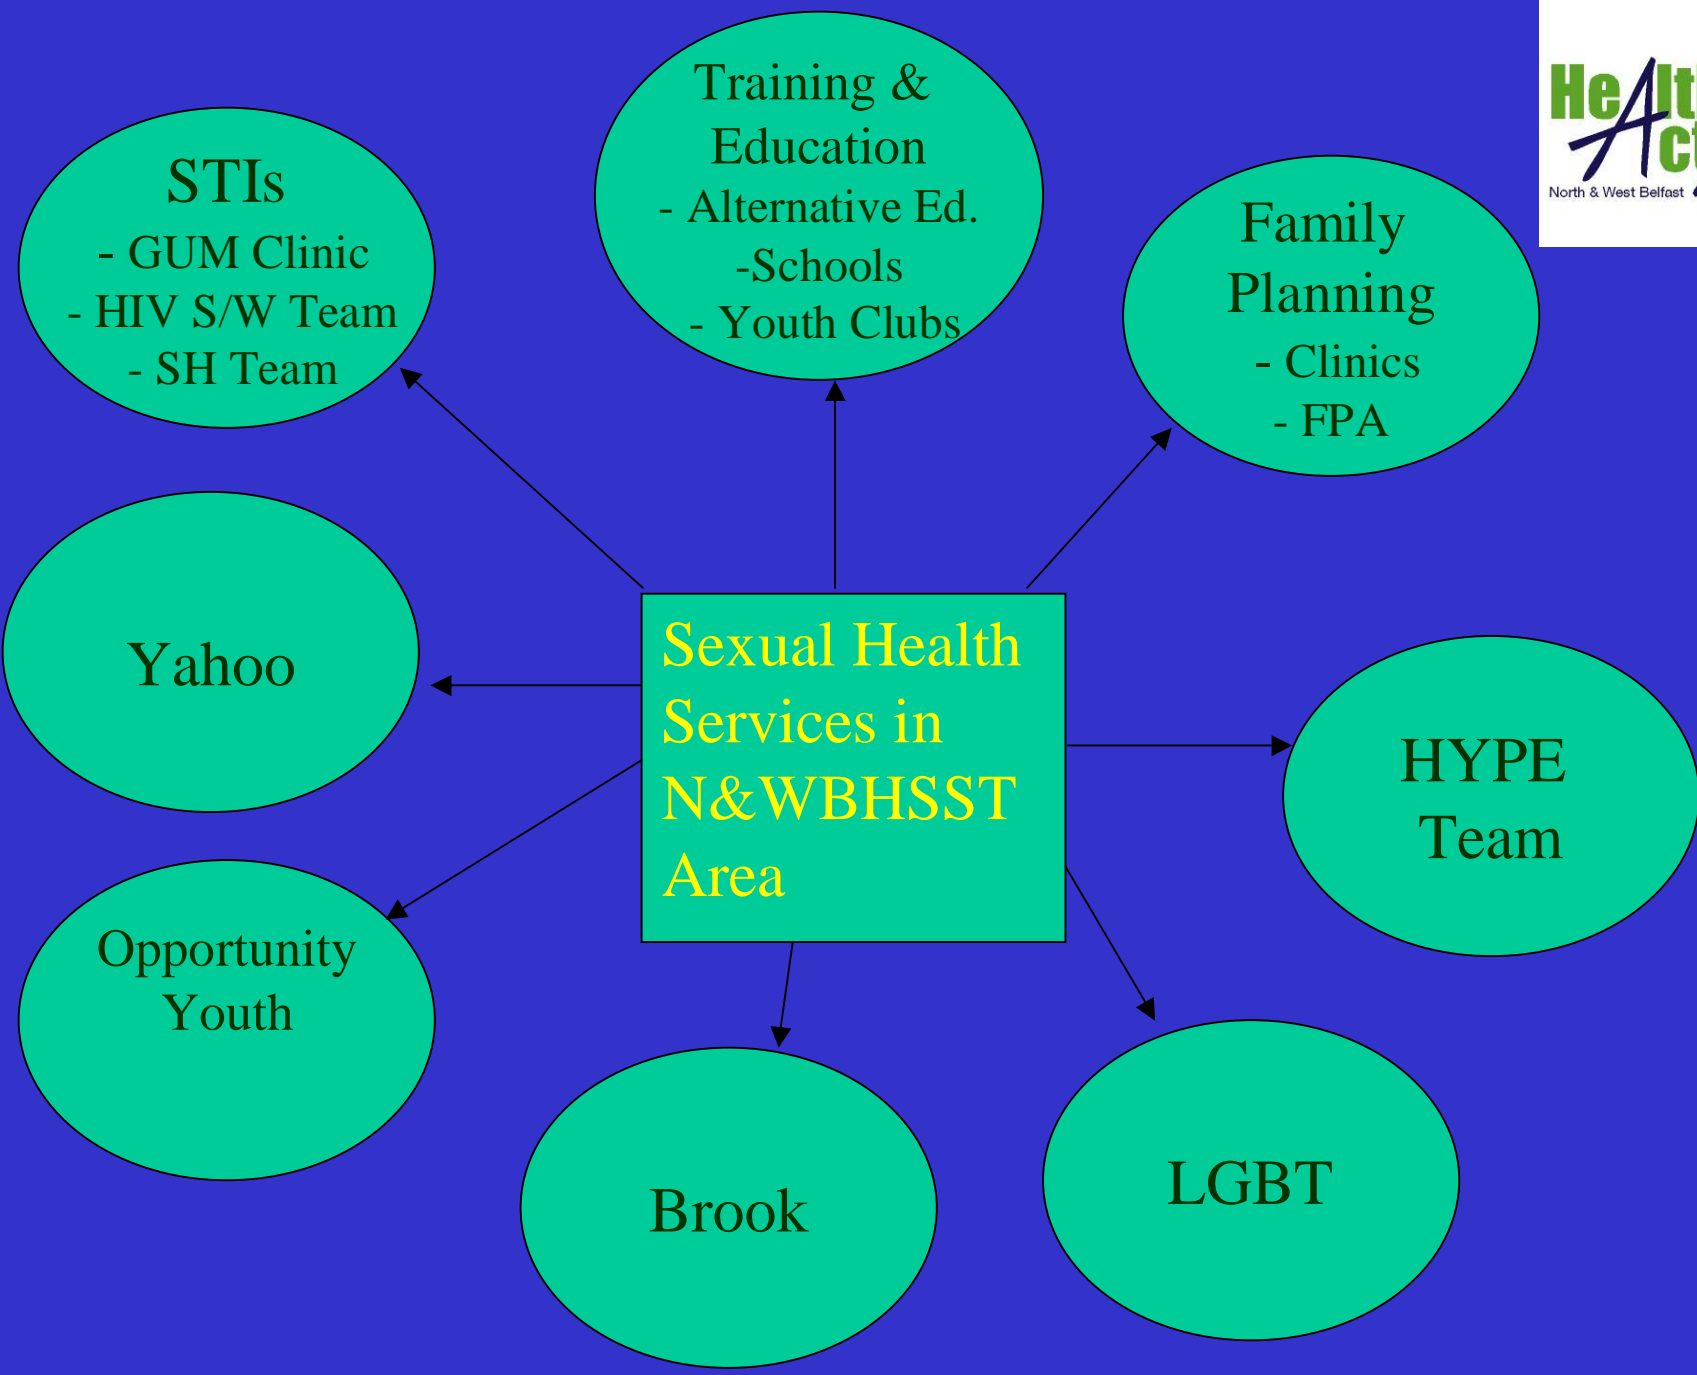 Training &
Education
- Alternative Ed.
-Schools
- Youth Clubs
STIs
- GUM Clinic
- HIV S/W Team
- SH Team
Family
Planning
- Clinics
- FPA
North & West Belfast
Yahoo
Sexual Health
Services in
N&WBHSST
Area
HYPE
Team
Opportunity
Youth
Brook
LGBT